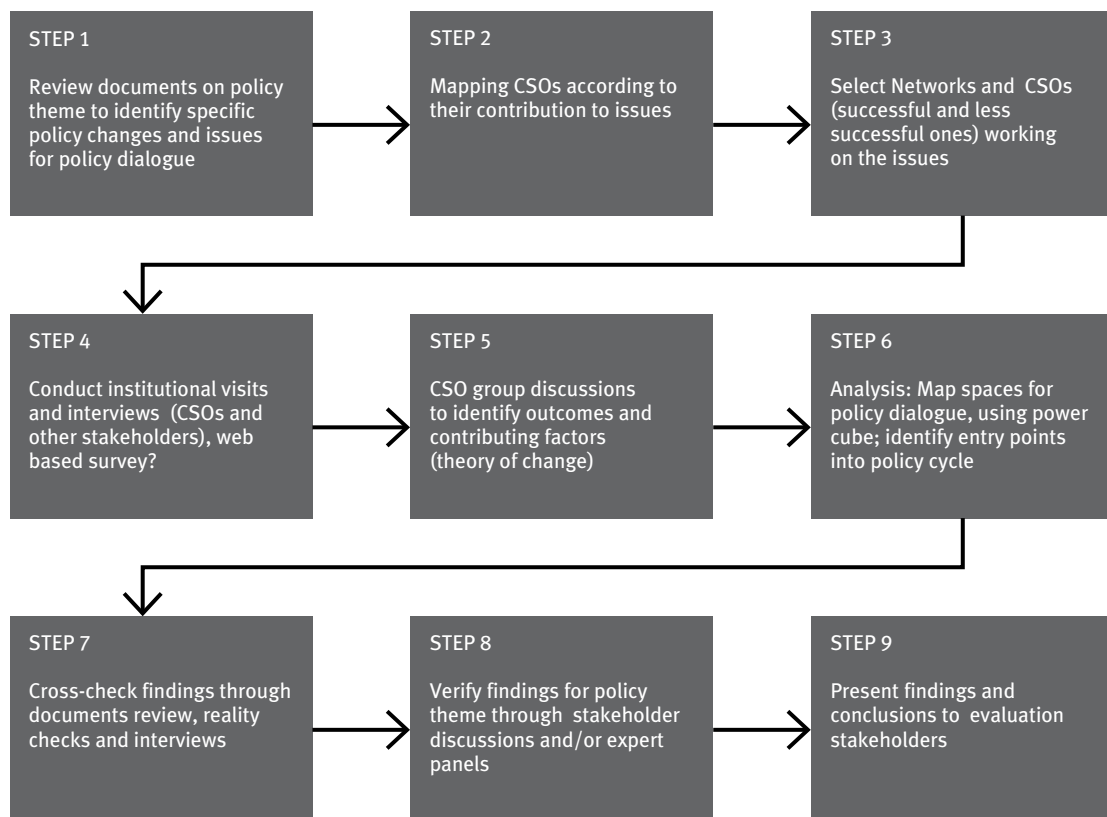 STEP 1
Review documents on policy
theme to identify specific
policy changes and issues
for policy dialogue
STEP 2
Mapping CSOs according to
their contribution to issues
STEP 3
Select Networks and CSOs
(successful and less
successful ones) working
on the issues
STEP 4
Conduct institutional visits
and interviews (CSOs and
other stakeholders), web
based survey?
STEP 5
CSO group discussions
to identify outcomes and
contributing factors
(theory of change)
STEP 6
Analysis: Map spaces for
policy dialogue, using power
cube; identify entry points
into policy cycle
STEP 7
Cross-check findings through
documents review, reality
checks and interviews
STEP 8
Verify findings for policy
theme through stakeholder
discussions and/or expert
panels
STEP 9
Present findings and
conclusions to evaluation
stakeholders